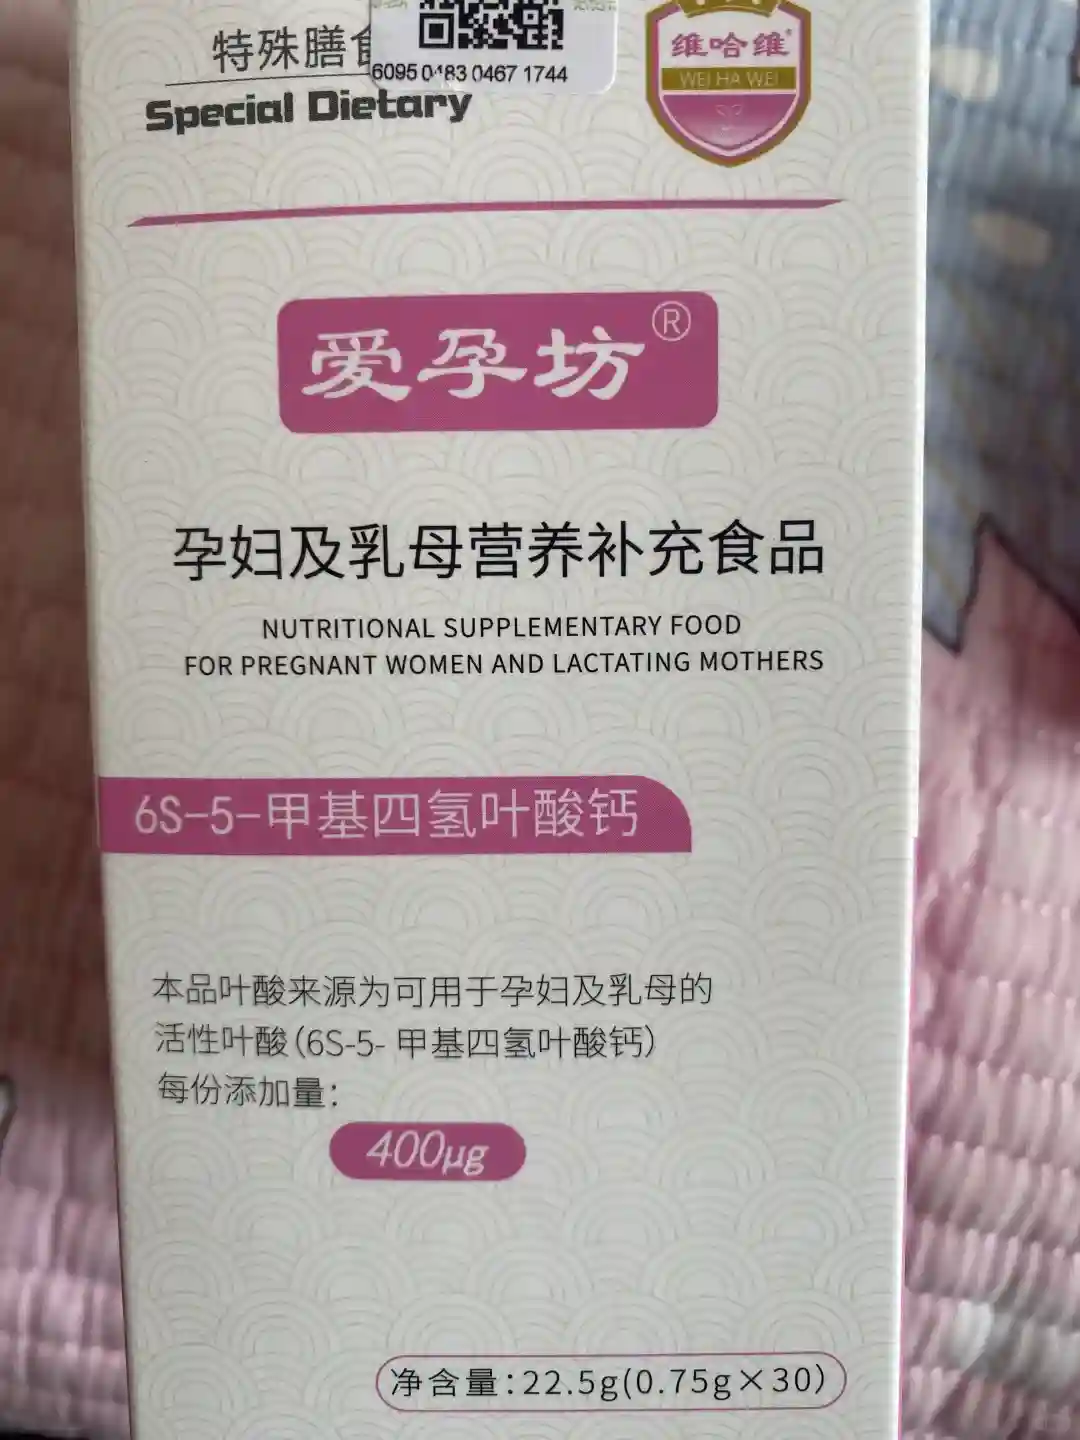 特殊膳
6095 0483 0467 1744
Special Dietary
维哈维
WEI HA WEI
爱孕坊®
孕妇及乳母营养补充食品
NUTRITIONAL SUPPLEMENTARY FOOD
FOR PREGNANT WOMEN AND LACTATING MOTHERS
6S-5-甲基四氢叶酸钙
本品叶酸来源为可用于孕妇及乳母的
活性叶酸(6S-5- 甲基四氢叶酸钙)
每份添加量:
400μg
净含量:22.5g(0.75g×30)